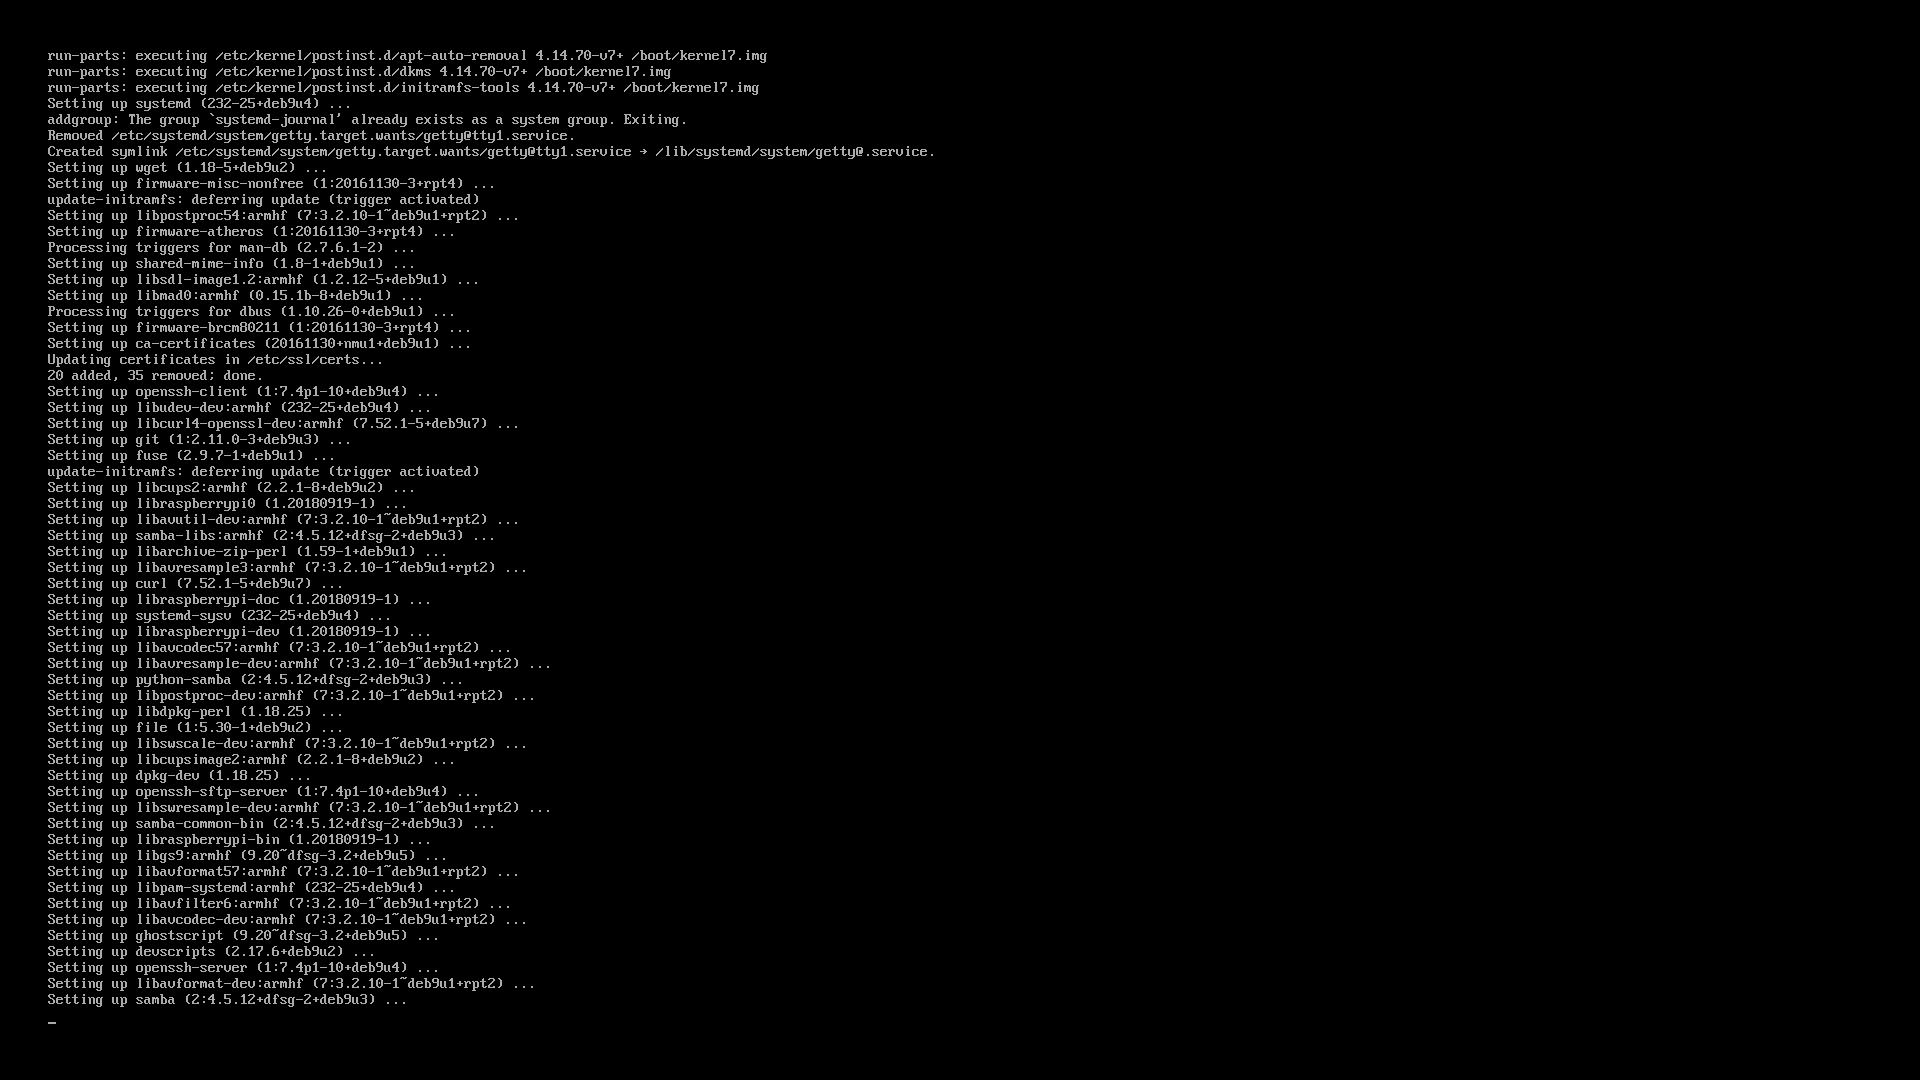 run-parts: executing /etc/kernel/postinst.d/apt-auto-removal 4.14.70-v7+ /boot/kernel7.img
run-parts: executing /etc/kernel/postinst.d/dkms 4.14.70-v7+ /boot/kernel7.img
run-parts: executing /etc/kernel/postinst.d/initramfs-tools 4.14.70-v7+ /boot/kernel7.img
Setting up systemd (232-25+deb9u4) ...
addgroup: The group `systemd-journal' already exists as a system group. Exiting.
Removed /etc/systemd/system/getty.target.wants/getty@tty1.service.
Created symlink /etc/systemd/system/getty.target.wants/getty@tty1.service → /lib/systemd/system/getty@.service.
Setting up wget (1.18-5+deb9u2) ...
Setting up firmware-misc-nonfree (1:20161130-3+rpt4) ...
update-initramfs: deferring update (trigger activated)
Setting up libpostproc54:armhf (7:3.2.10-1~deb9u1+rpt2) ...
Setting up firmware-atheros (1:20161130-3+rpt4) ...
Processing triggers for man-db (2.7.6.1-2) ...
Setting up shared-mime-info (1.8-1+deb9u1) ...
Setting up libsdl-image1.2:armhf (1.2.12-5+deb9u1) ...
Setting up libmad0:armhf (0.15.1b-8+deb9u1) ...
Processing triggers for dbus (1.10.26-0+deb9u1) ...
Setting up firmware-brcm80211 (1:20161130-3+rpt4) ...
Setting up ca-certificates (20161130+nmu1+deb9u1) ...
Updating certificates in /etc/ssl/certs...
20 added, 35 removed; done.
Setting up openssh-client (1:7.4p1-10+deb9u4) ...
Setting up libudev-dev:armhf (232-25+deb9u4) ...
Setting up libcurl4-openssl-dev:armhf (7.52.1-5+deb9u7) ...
Setting up git (1:2.11.0-3+deb9u3) ...
Setting up fuse (2.9.7-1+deb9u1) ...
update-initramfs: deferring update (trigger activated)
Setting up libcups2:armhf (2.2.1-8+deb9u2) ...
Setting up libraspberrypi0 (1.20180919-1) ...
Setting up libavutil-dev:armhf (7:3.2.10-1~deb9u1+rpt2) ...
Setting up samba-libs:armhf (2:4.5.12+dfsg-2+deb9u3) ...
Setting up libarchive-zip-perl (1.59-1+deb9u1) ...
Setting up libavresample3:armhf (7:3.2.10-1~deb9u1+rpt2) ...
Setting up curl (7.52.1-5+deb9u7) ...
Setting up libraspberrypi-doc (1.20180919-1) ...
Setting up systemd-sysv (232-25+deb9u4) ...
Setting up libraspberrypi-dev (1.20180919-1) ...
Setting up libavcodec57:armhf (7:3.2.10-1~deb9u1+rpt2) ...
Setting up libavresample-dev:armhf (7:3.2.10-1~deb9u1+rpt2) ...
Setting up python-samba (2:4.5.12+dfsg-2+deb9u3) ...
Setting up libpostproc-dev:armhf (7:3.2.10-1~deb9u1+rpt2) ...
Setting up libdpkg-perl (1.18.25) ...
Setting up file (1:5.30-1+deb9u2) ...
Setting up libswscale-dev:armhf (7:3.2.10-1~deb9u1+rpt2) ...
Setting up libcupsimage2:armhf (2.2.1-8+deb9u2) ...
Setting up dpkg-dev (1.18.25) ...
Setting up openssh-sftp-server (1:7.4p1-10+deb9u4) ...
Setting up libswresample-dev:armhf (7:3.2.10-1~deb9u1+rpt2) ...
Setting up samba-common-bin (2:4.5.12+dfsg-2+deb9u3) ...
Setting up libraspberrypi-bin (1.20180919-1) ...
Setting up libgs9:armhf (9.20~dfsg-3.2+deb9u5) ...
Setting up libavformat57:armhf (7:3.2.10-1~deb9u1+rpt2) ...
Setting up libpam-systemd:armhf (232-25+deb9u4) ...
Setting up libavfilter6:armhf (7:3.2.10-1~deb9u1+rpt2) ...
Setting up libavcodec-dev:armhf (7:3.2.10-1~deb9u1+rpt2) ...
Setting up ghostscript (9.20~dfsg-3.2+deb9u5) ...
Setting up devscripts (2.17.6+deb9u2) ...
Setting up openssh-server (1:7.4p1-10+deb9u4) ...
Setting up libavformat-dev:armhf (7:3.2.10-1~deb9u1+rpt2) ...
Setting up samba (2:4.5.12+dfsg-2+deb9u3) ...
_